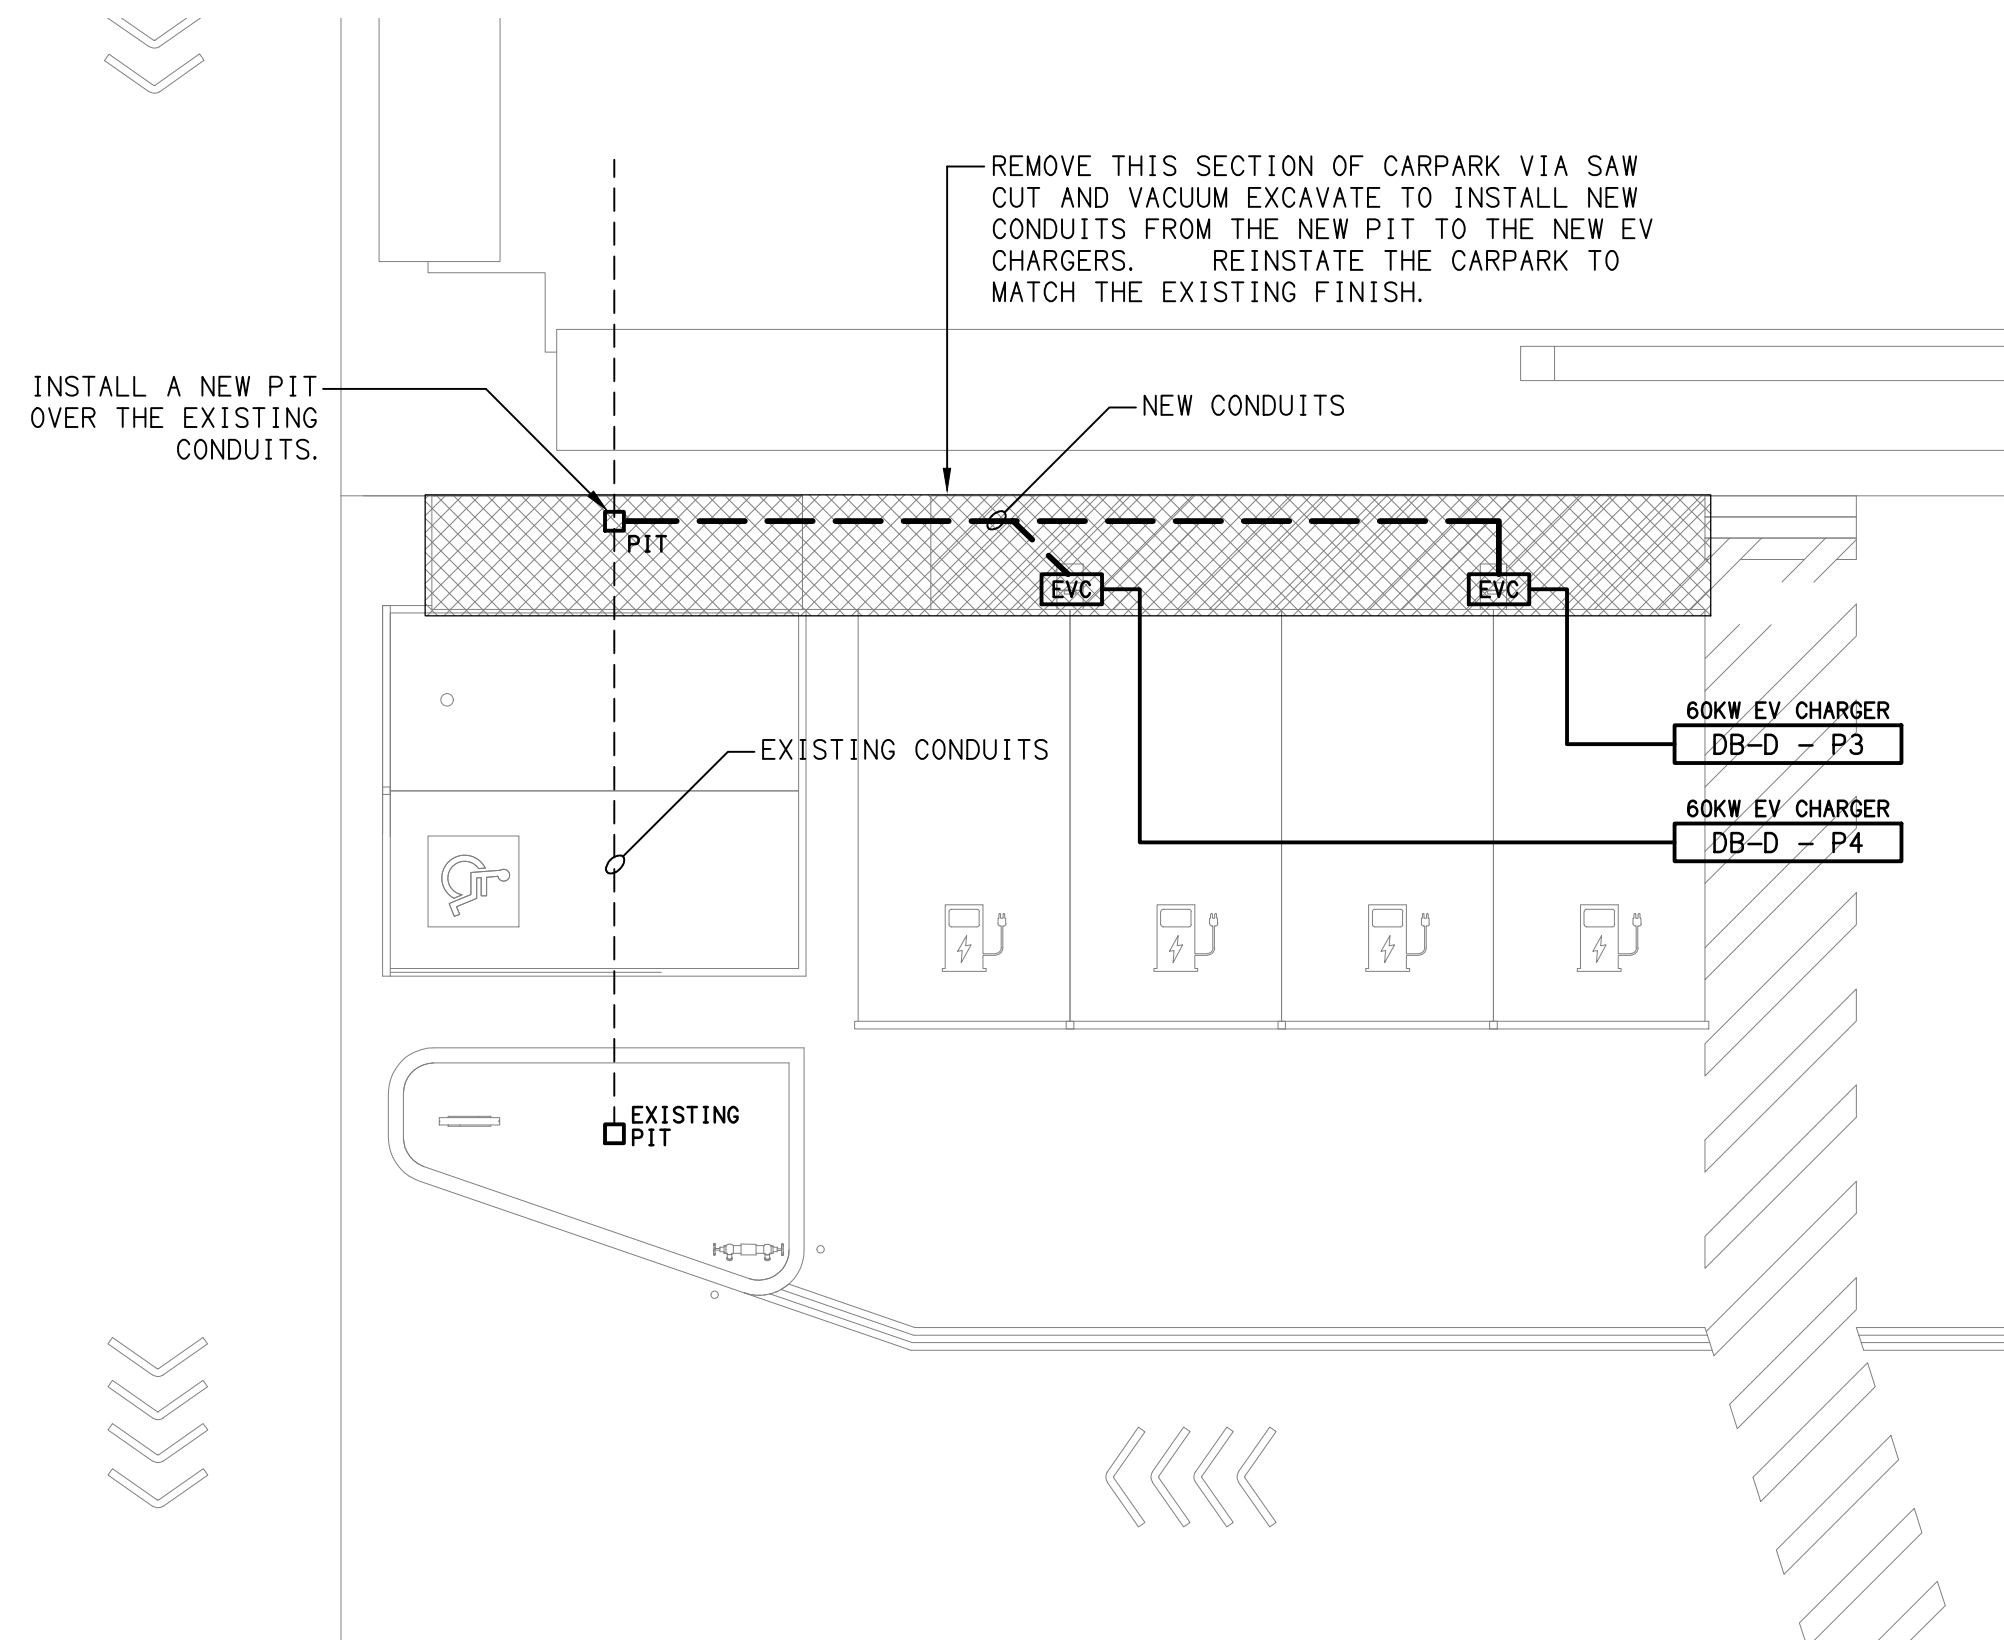 REMOVE THIS SECTION OF CARPARK VIA SAW
CUT AND VACUUM EXCAVATE TO INSTALL NEW
CONDUITS FROM THE NEW PIT TO THE NEW EV
CHARGERS. REINSTATE THE CARPARK TO
MATCH THE EXISTING FINISH.
INSTALL A NEW PIT
OVER THE EXISTING
CONDUITS.
NEW CONDUITS
PIT
EVC
EVC
60KW EV CHARGER
DB-D - P3
EXISTING CONDUITS
60KW EV CHARGER
DB-D - P4
EXISTING
PIT